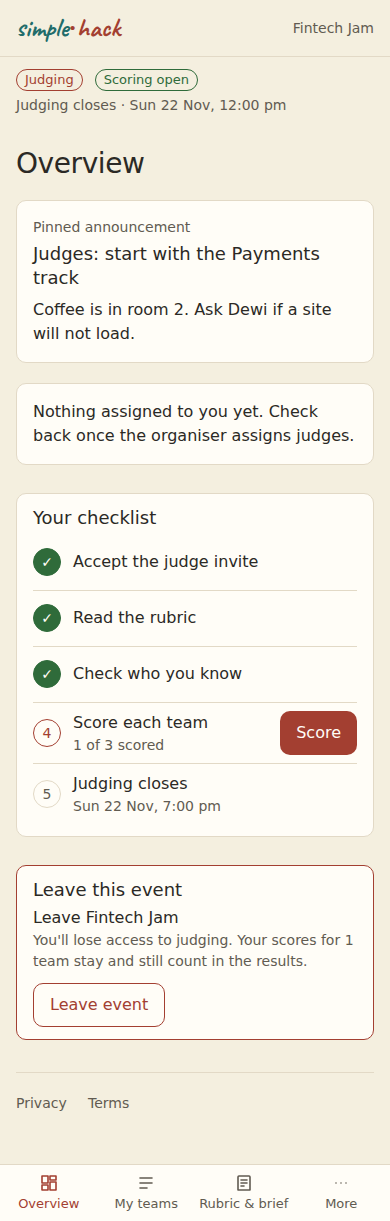 simple·hack
Fintech Jam
Judging
Scoring open
Judging closes · Sun 22 Nov, 12:00 pm
Overview
Pinned announcement
Judges: start with the Payments
track
Coffee is in room 2. Ask Dewi if a site
will not load.
Nothing assigned to you yet. Check
back once the organiser assigns judges.
Your checklist
✓ Accept the judge invite
✓ Read the rubric
✓ Check who you know
4 Score each team
1 of 3 scored
Score
5 Judging closes
Sun 22 Nov, 7:00 pm
Leave this event
Leave Fintech Jam
You'll lose access to judging. Your scores for 1
team stay and still count in the results.
Leave event
Privacy Terms
Overview My teams Rubric & brief More